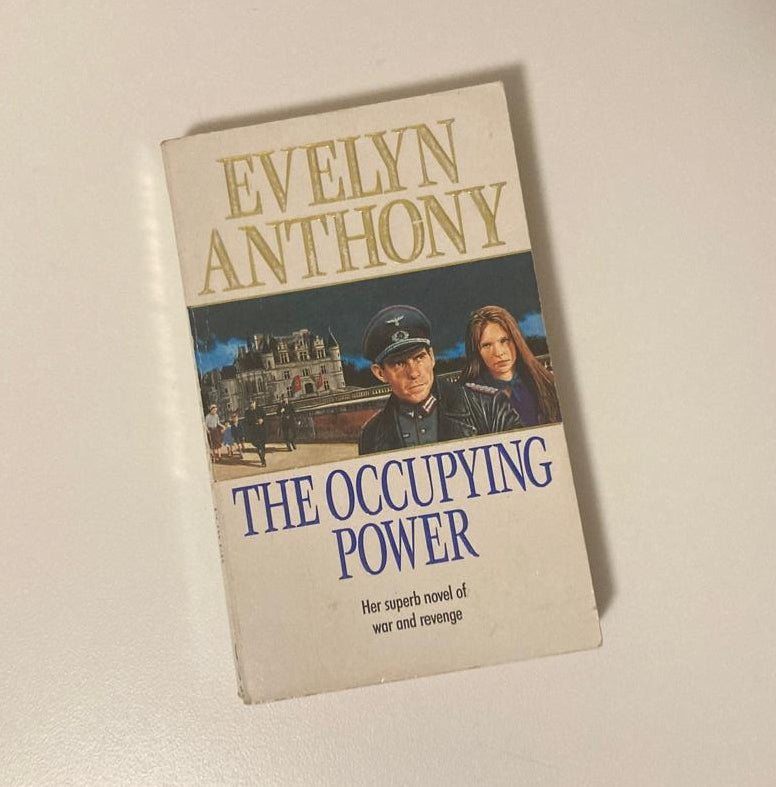 EVELYN
ANTHONY
THE OCCUPYING
POWER
Her superb novel of
war and revenge